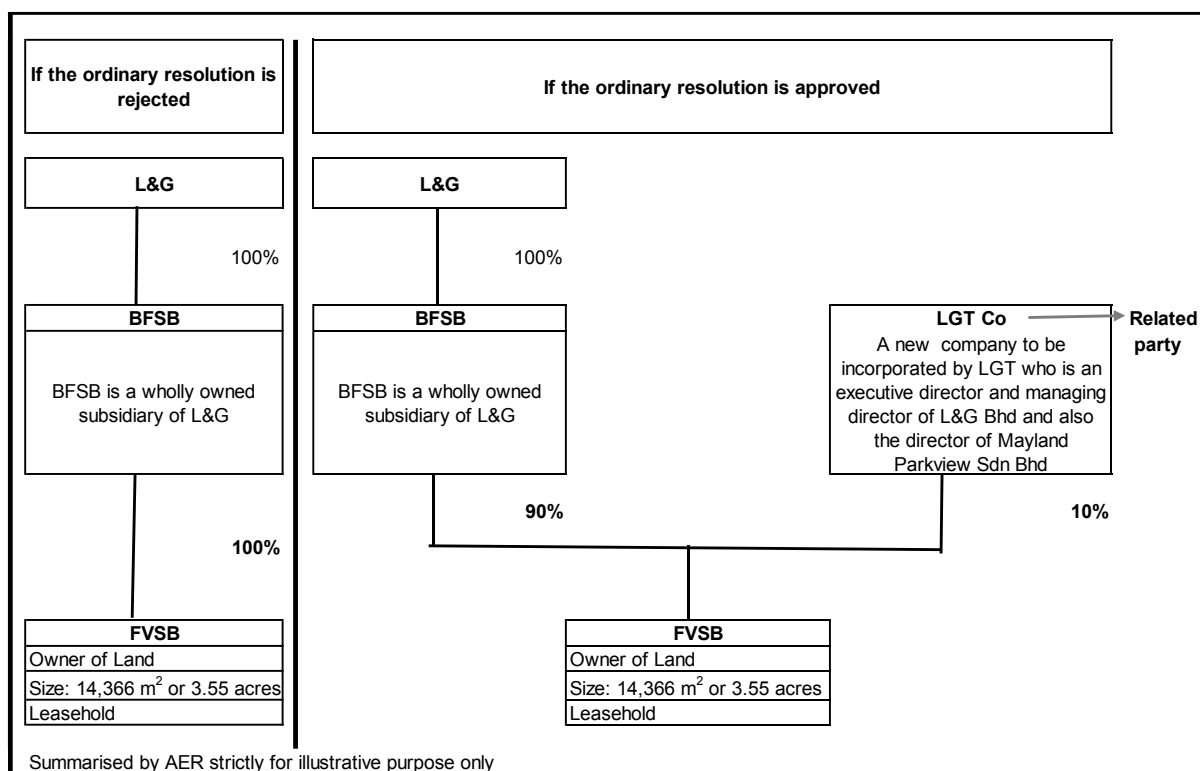 If the ordinary resolution is
rejected
L&G
100%
BFSB
BFSB is a wholly owned
subsidiary of L&G
100%
FVSB
Owner of Land
Size: 14,366 m² or 3.55 acres
Leasehold
If the ordinary resolution is approved
L&G
100%
BFSB
BFSB is a wholly owned
subsidiary of L&G
90%
LGT Co
A new company to be
incorporated by LGT who is an
executive director and managing
director of L&G Bhd and also
the director of Mayland
Parkview Sdn Bhd
Related
party
10%
FVSB
Owner of Land
Size: 14,366 m² or 3.55 acres
Leasehold
Summarised by AER strictly for illustrative purpose only